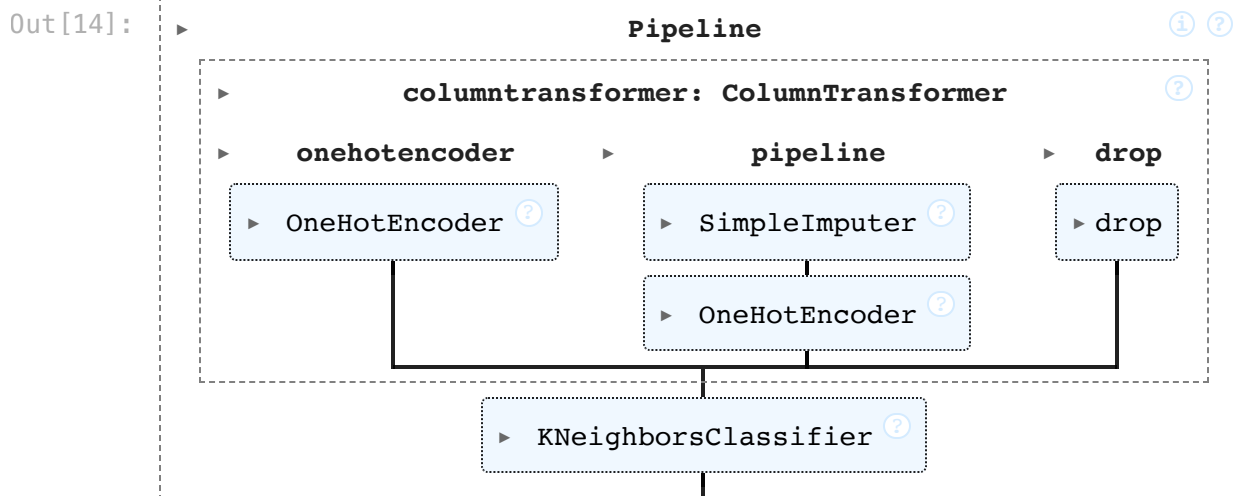 Out[14]:
▸ Pipeline i ?
▸ columntransformer: ColumnTransformer ?
▸ onehotencoder ▸ pipeline ▸ drop
▸ OneHotEncoder ? ▸ SimpleImputer ? ▸ drop
▸ OneHotEncoder ?
▸ KNeighborsClassifier ?